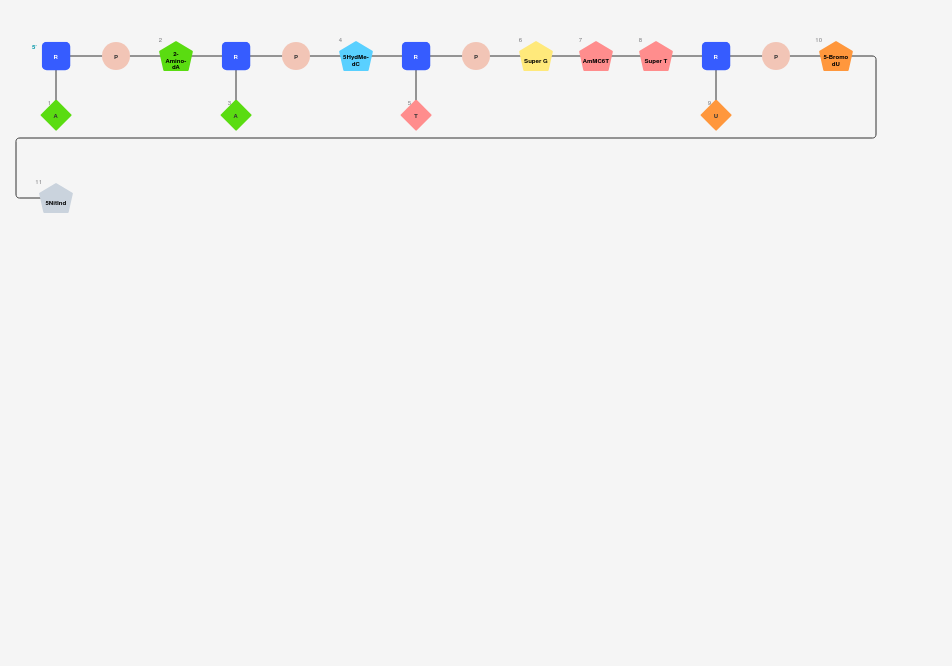 5' R P 2 2-Amino-dA R P 4 5HydMe-dC R P 6 Super G 7 AmMC6T 8 Super T R P 10 5-Bromo dU
1 A 3 A 5 T 9 U
11 5NitInd